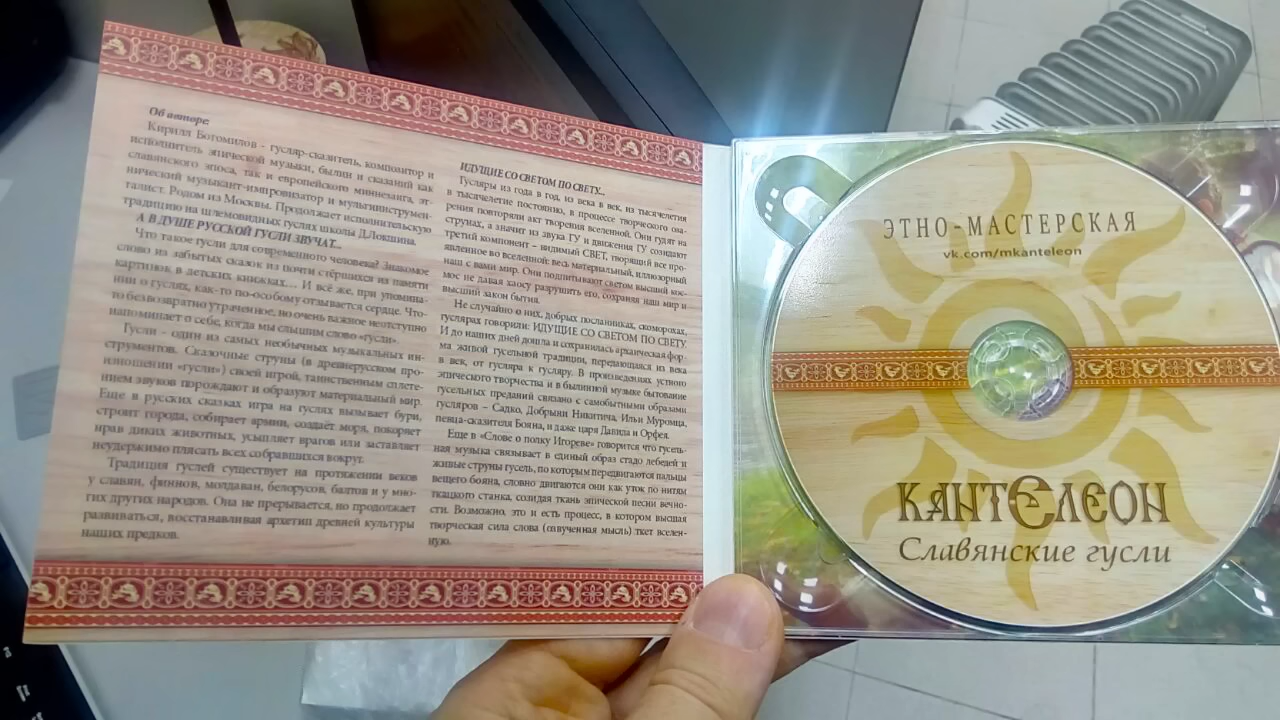 Об авторе:
Кирилл Богомилов - гусляр-сказитель, композитор и
исполнитель эпической музыки, былин и сказаний как
славянского эпоса, так и европейского миннезанга, эт-
нический музыкант-импровизатор и мультиинструмен-
талист. Родом из Москвы. Продолжает исполнительскую
традицию на шлемовидных гуслях школы Д.Локшина.
А В ДУШЕ РУССКОЙ ГУСЛИ ЗВУЧАТ...
Что такое гусли для современного человека? Знакомое
слово из забытых сказок из почти стёршихся из памяти
картинок в детских книжках... И всё же, при упомина-
нии о гуслях, как-то по-особому отзывается сердце. Что-
то безвозвратно утраченное, но очень важное неотступно
напоминает о себе, когда мы слышим слово «гусли».
Гусли - один из самых необычных музыкальных ин-
струментов. Сказочные струны (в древнерусском про-
изношении «гусли») своей игрой, таинственным сплете-
нием звуков порождают и образуют материальный мир.
Еще в русских сказках игра на гуслях вызывает бури,
строит города, собирает армии, создаёт моря, покоряет
нрав диких животных, усыпляет врагов или заставляет
неудержимо плясать всех собравшихся вокруг.
Традиция гуслей существует на протяжении веков
у славян, финнов, молдаван, белорусов, балтов и у мно-
гих других народов. Она не прерывается, но продолжает
развиваться, восстанавливая архетип древней культуры
наших предков.
ИДУЩИЕ СО СВЕТОМ ПО СВЕТУ...
Гусляры из года в год, из века в век, из тысячелетия
в тысячелетие постоянно, в процессе творческого оза-
рения повторяли акт творения вселенной. Они гудят на
струнах, а значит из звука ГУ и движения ГУ созидают
третий компонент – видимый СВЕТ, творящий все про-
явленное во вселенной: весь материальный, иллюзорный
наш с вами мир. Они подпитывают светом высший кос-
мос не давая хаосу разрушить его, сохраняя наш мир и
высший закон бытия.
Не случайно о них, добрых посланниках, скоморохах,
гуслярах говорили: ИДУЩИЕ СО СВЕТОМ ПО СВЕТУ.
И до наших дней дошла и сохранилась архаическая фор-
ма живой гусельной традиции, передающаяся из века
в век, от гусляра к гусляру. В произведениях устного
эпического творчества и в былинной музыке бытование
гусельных преданий связано с самобытными образами
гусляров – Садко, Добрыни Никитича, Ильи Муромца,
певца-сказителя Бояна, и даже царя Давида и Орфея.
Еще в «Слове о полку Игореве» говорится что гусель-
ная музыка связывает в единый образ стадо лебедей и
живые струны гусель, по которым передвигаются пальцы
вещего бояна, словно двигаются они как уток по нитям
ткацкого станка, созидая ткань эпической песни вечно-
сти. Возможно, это и есть процесс, в котором высшая
творческая сила слова (озвученная мысль) ткет вселен-
ную.
ЭТНО-МАСТЕРСКАЯ
vk.com/mkanteleon
КАНТЕЛЕОН
Славянские гусли